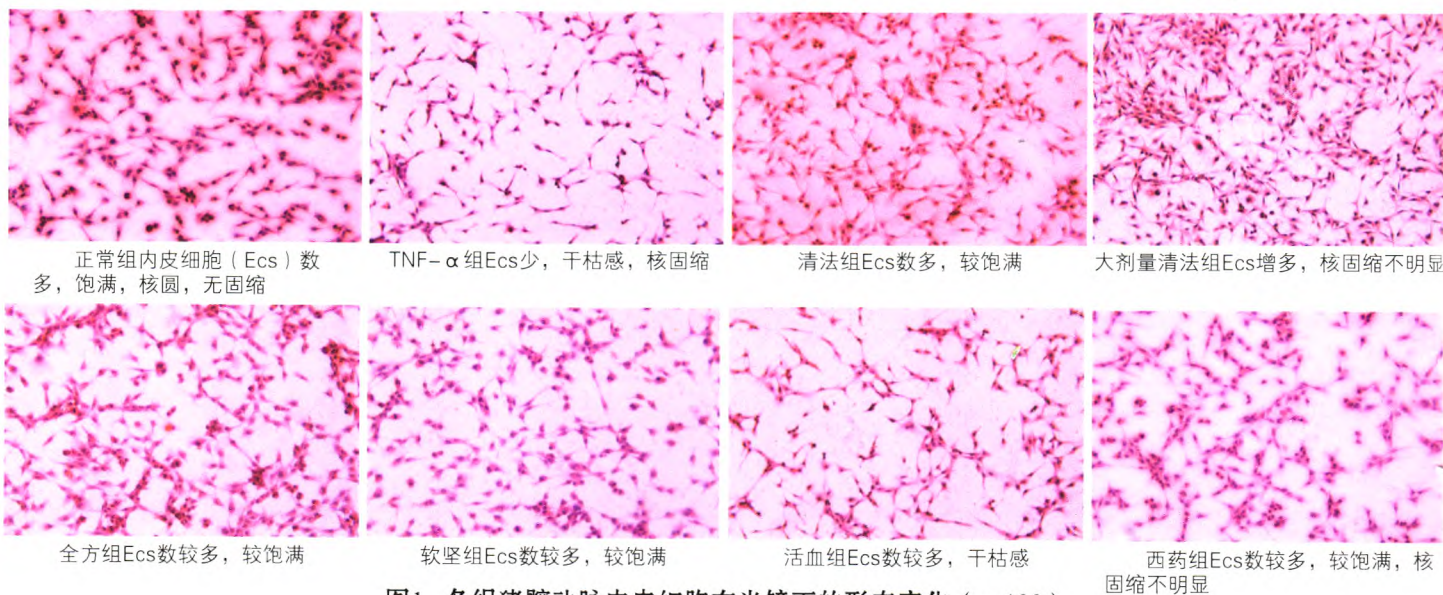 正常组内皮细胞（Ecs）数
多，饱满，核圆，无固缩
TNF-α组Ecs少，干枯感，核固缩
清法组Ecs数多，较饱满
大剂量清法组Ecs增多，核固缩不明显
全方组Ecs数较多，较饱满
软坚组Ecs数较多，较饱满
活血组Ecs数较多，干枯感
西药组Ecs数较多，较饱满，核
固缩不明显